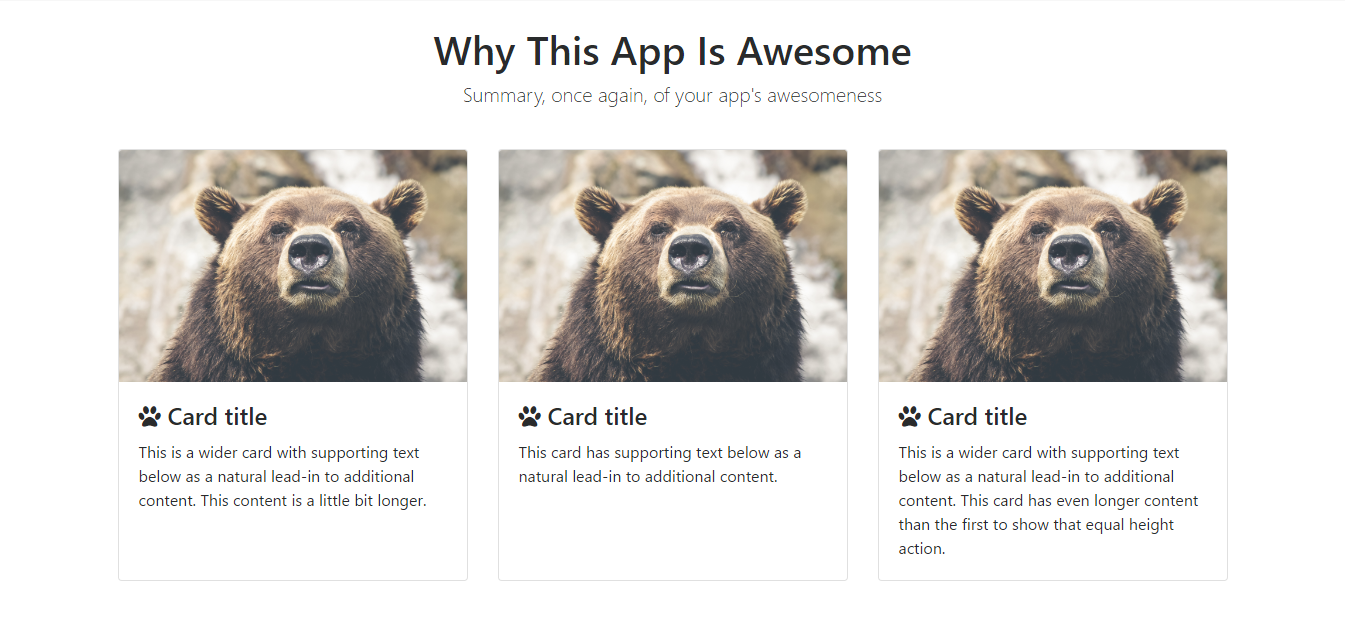 Why This App Is Awesome
Summary, once again, of your app's awesomeness
Card title
This is a wider card with supporting text
below as a natural lead-in to additional
content. This content is a little bit longer.
Card title
This card has supporting text below as a
natural lead-in to additional content.
Card title
This is a wider card with supporting text
below as a natural lead-in to additional
content. This card has even longer content
than the first to show that equal height
action.